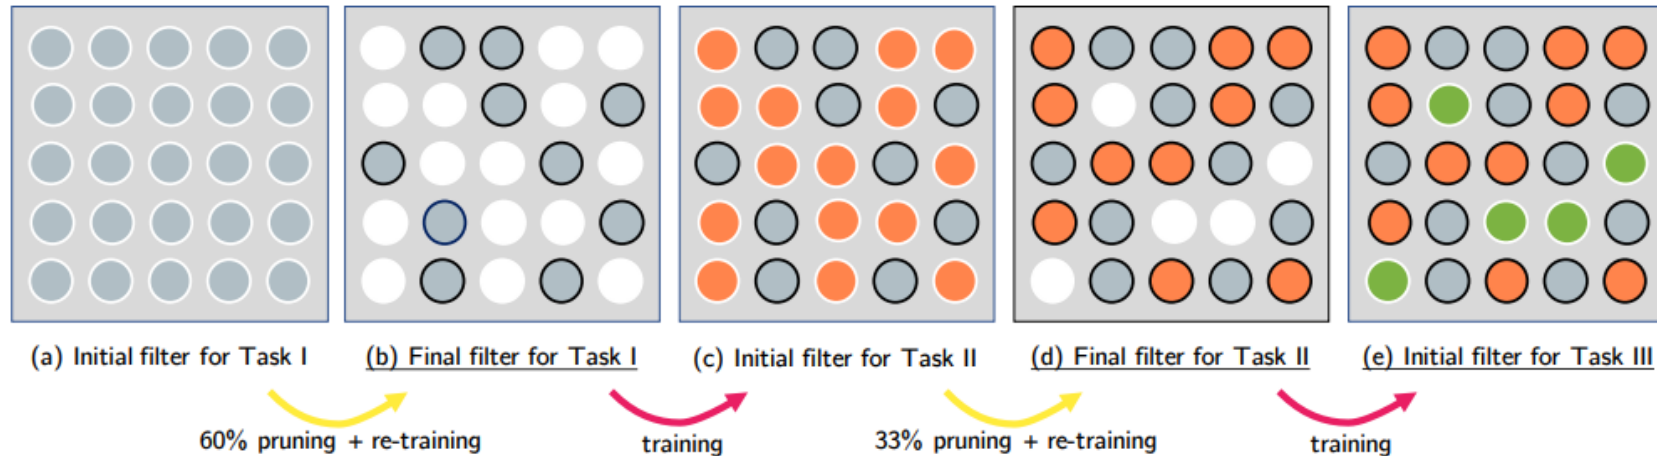 (a) Initial filter for Task I
(b) Final filter for Task I
(c) Initial filter for Task II
(d) Final filter for Task II
(e) Initial filter for Task III
60% pruning + re-training
training
33% pruning + re-training
training